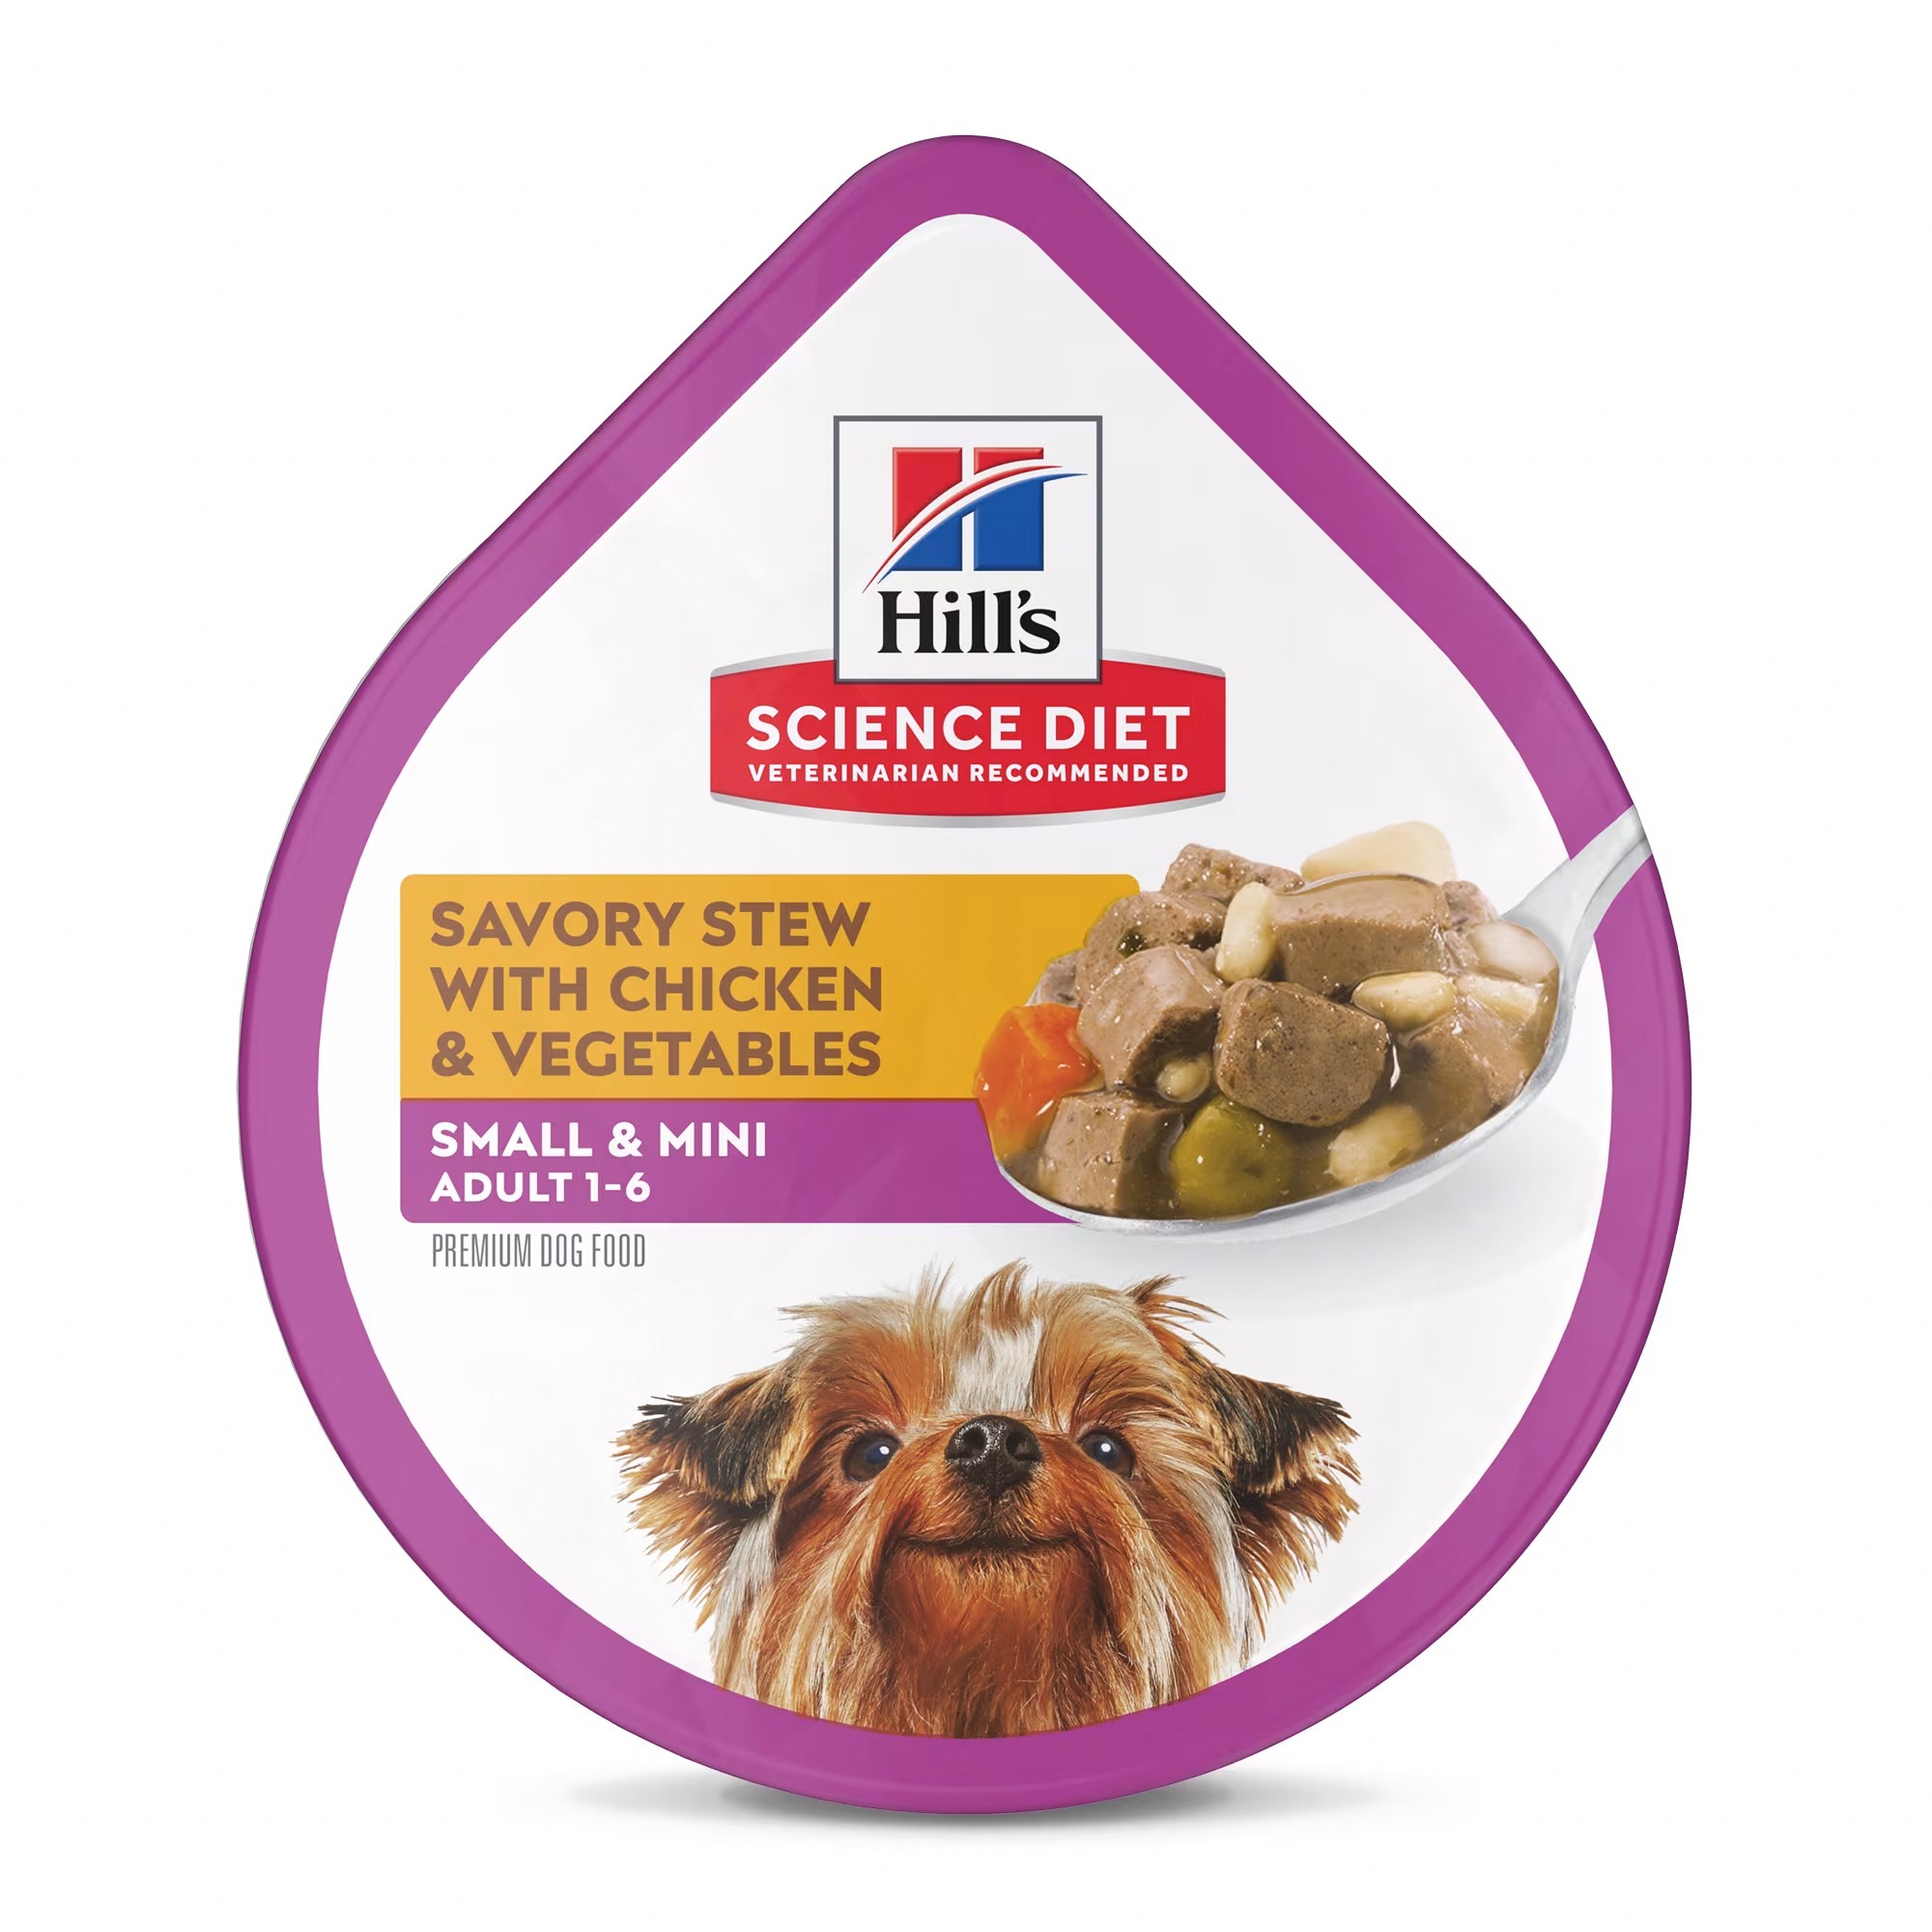 Hill's
SCIENCE DIET
VETERINARIAN RECOMMENDED
SAVORY STEW
WITH CHICKEN
& VEGETABLES
SMALL & MINI
ADULT 1-6
PREMIUM DOG FOOD